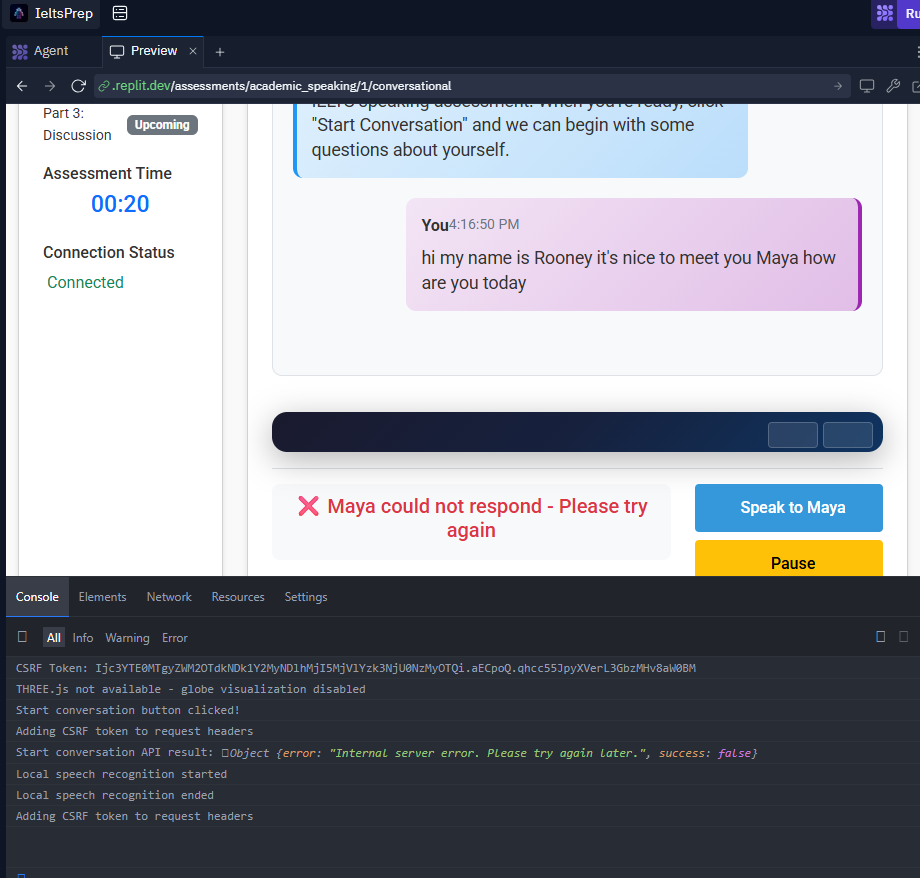 IeltsPrep
Ru
Agent
Preview × +
.replit.dev/assessments/academic_speaking/1/conversational
Part 3:
Discussion
Upcoming
Assessment Time
00:20
Connection Status
Connected
IELTS speaking assessment. When you're ready, click
"Start Conversation" and we can begin with some
questions about yourself.
You4:16:50 PM
hi my name is Rooney it's nice to meet you Maya how
are you today
❌ Maya could not respond - Please try
again
Speak to Maya
Pause
Console Elements Network Resources Settings
All Info Warning Error
CSRF Token: Ijc3YTE0MTgyZWM2OTdkNDk1Y2MyNDlhMjI5MjVlYzk3NjU0NzMyOTQi.aECpoQ.qhcc55JpyXVerL3GbzMHv8aW0BM
THREE.js not available - globe visualization disabled
Start conversation button clicked!
Adding CSRF token to request headers
Start conversation API result: Object {error: "Internal server error. Please try again later.", success: false}
Local speech recognition started
Local speech recognition ended
Adding CSRF token to request headers